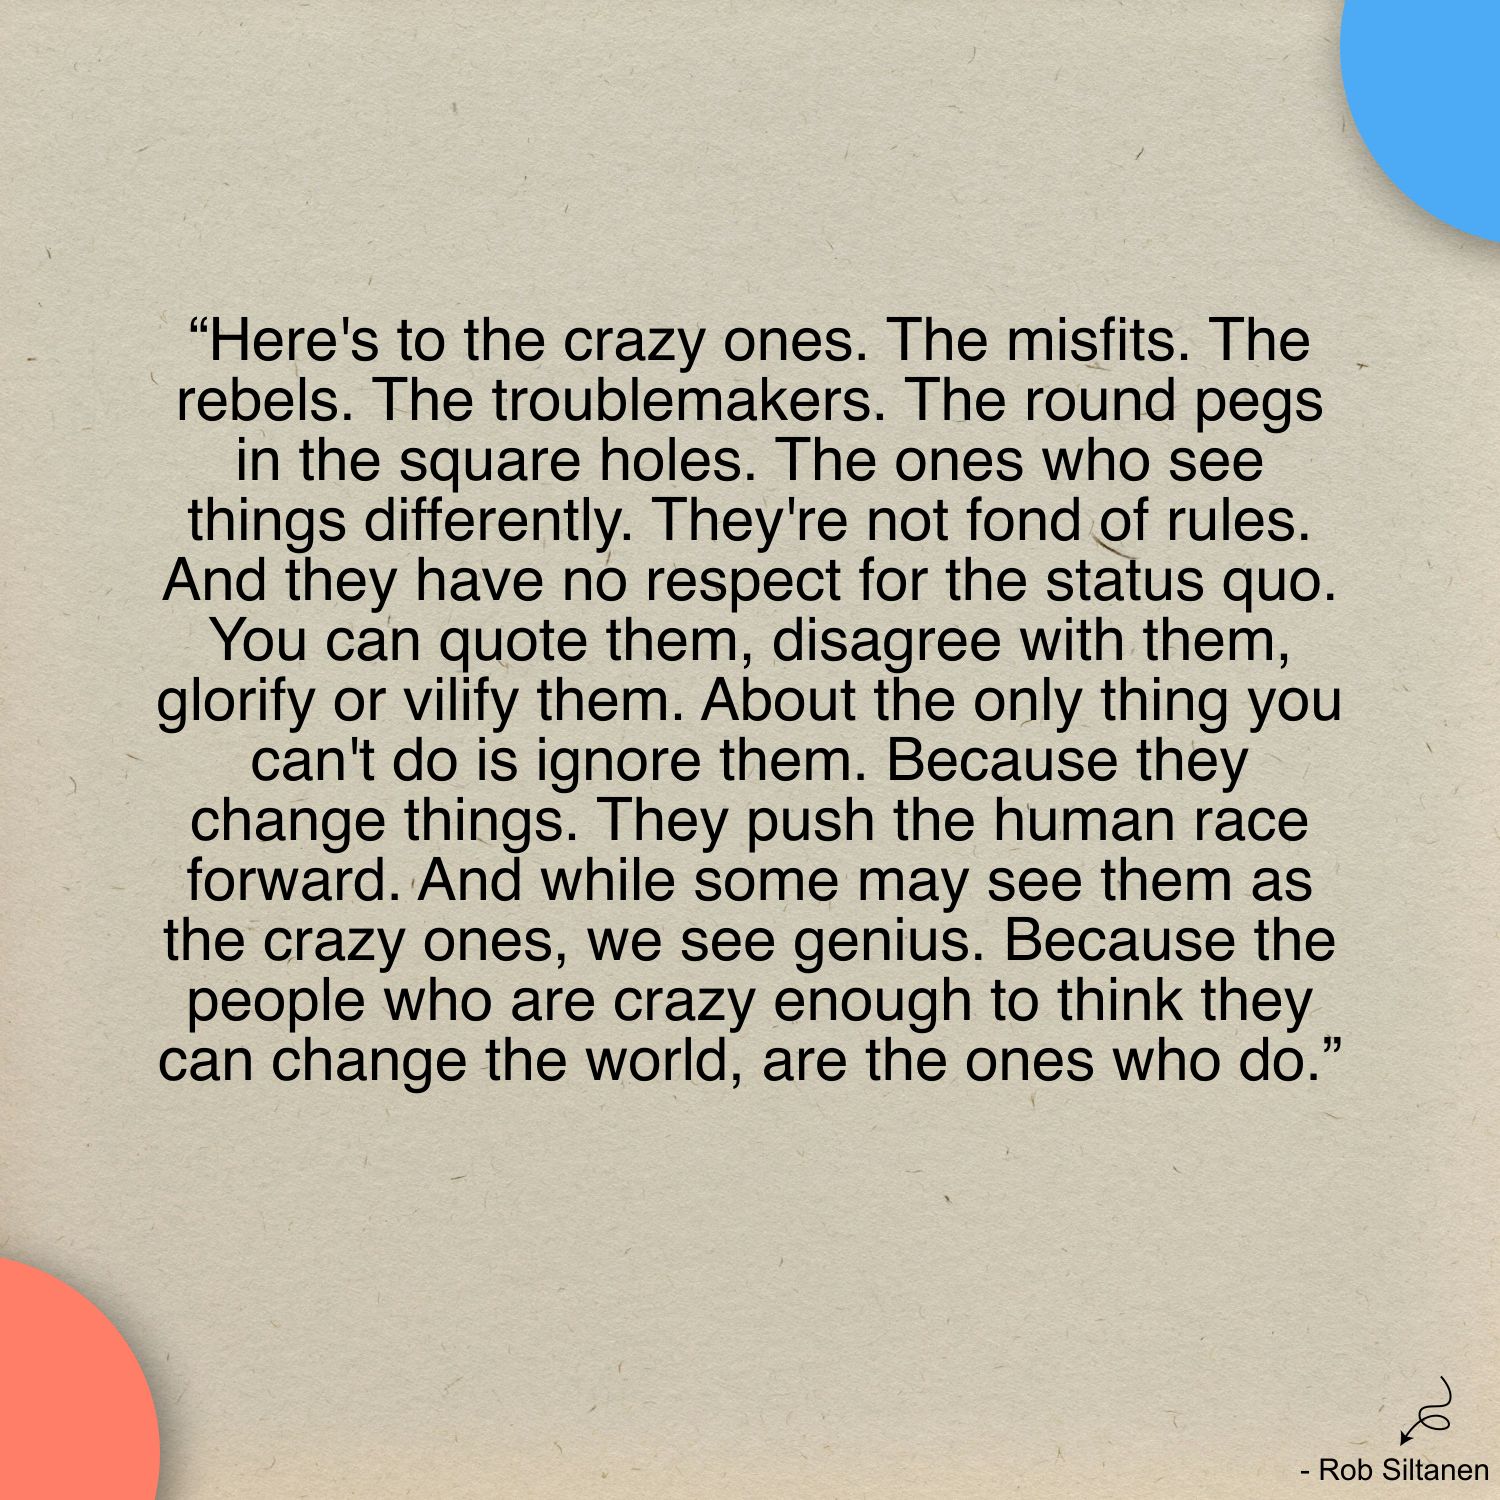 “Here's to the crazy ones. The misfits. The
rebels. The troublemakers. The round pegs
in the square holes. The ones who see
things differently. They're not fond of rules.
And they have no respect for the status quo.
You can quote them, disagree with them,
glorify or vilify them. About the only thing you
can't do is ignore them. Because they
change things. They push the human race
forward. And while some may see them as
the crazy ones, we see genius. Because the
people who are crazy enough to think they
can change the world, are the ones who do.”
- Rob Siltanen